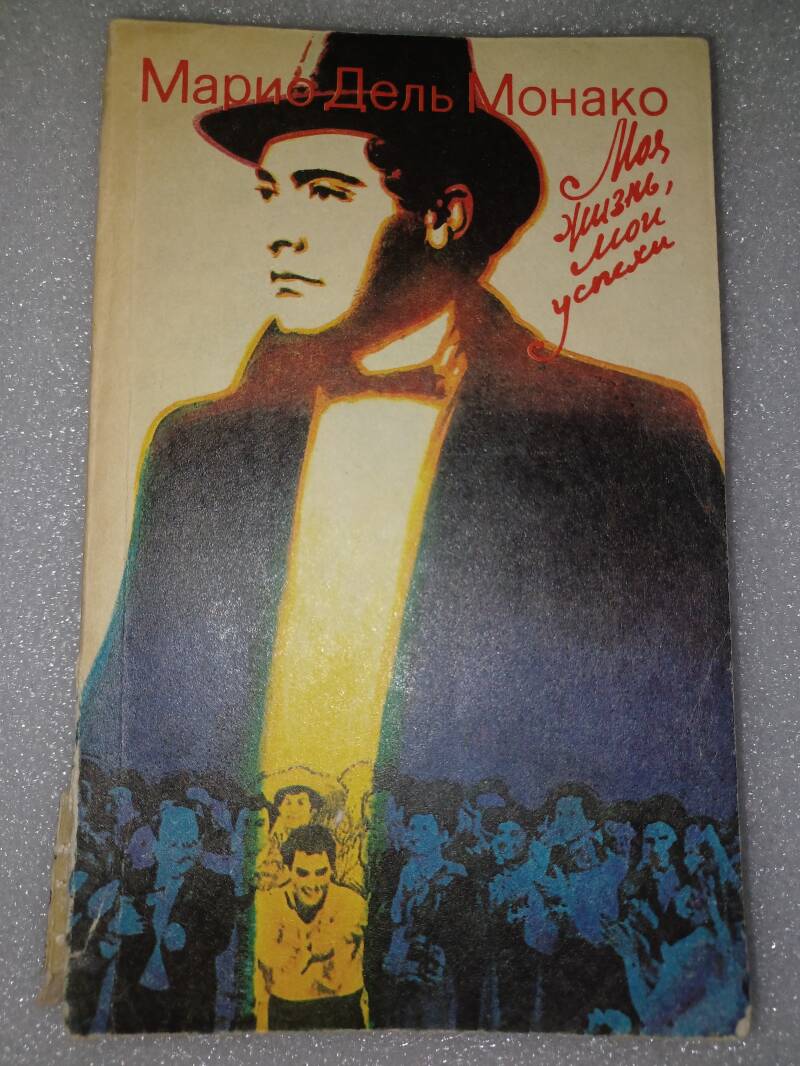 Марио Дель Монако
Моя
жизнь,
мои
успехи